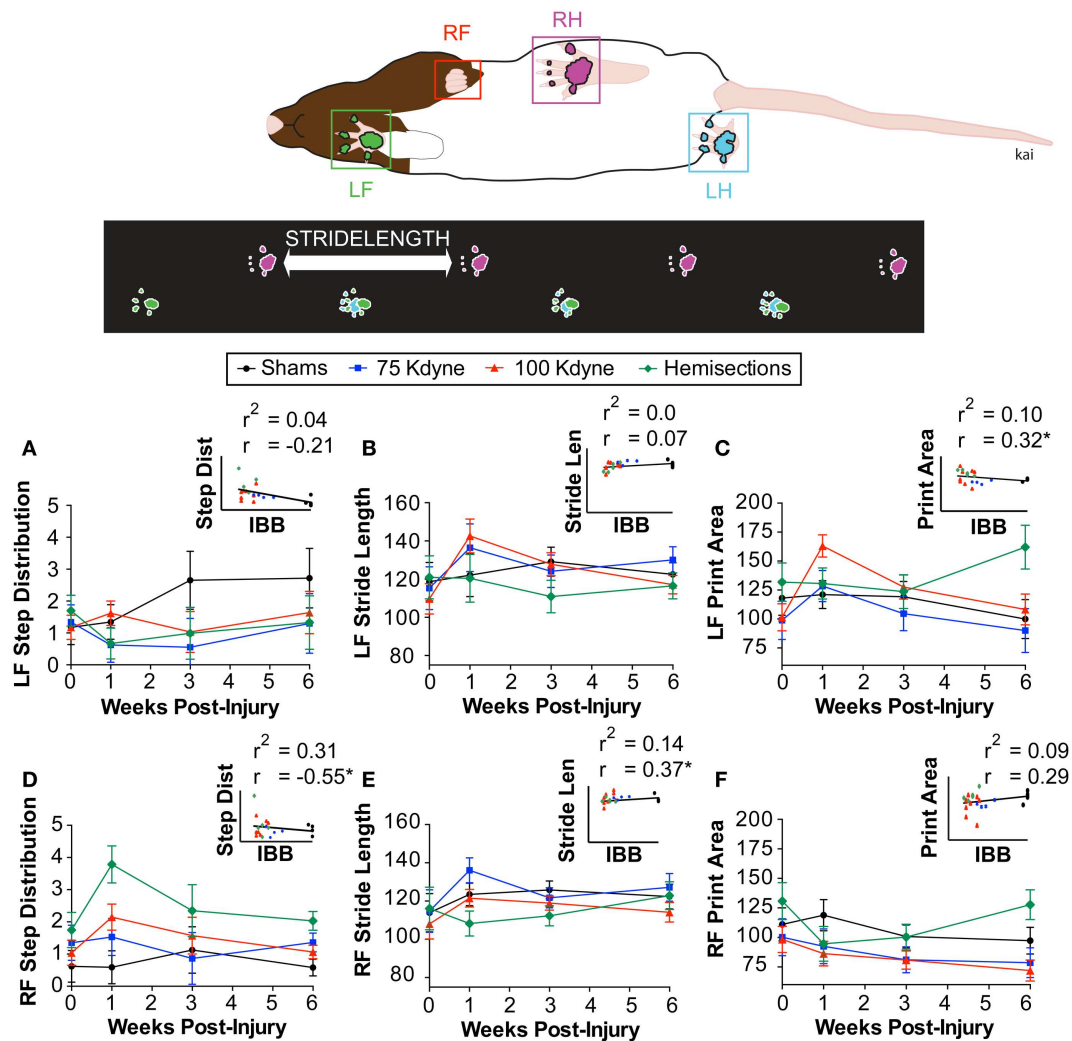 RF
RH
LF
LH
kai
STRIDELENGTH
Shams 75 Kdyne 100 Kdyne Hemisections
A
r² = 0.04
r = -0.21
Step Dist
IBB
LF Step Distribution
5
4
3
2
1
0
0 1 2 3 4 5 6
Weeks Post-Injury
B
r² = 0.0
r = 0.07
Stride Len
IBB
LF Stride Length
160
140
120
100
80
0 1 2 3 4 5 6
Weeks Post-Injury
C
r² = 0.10
r = 0.32*
Print Area
IBB
LF Print Area
200
175
150
125
100
75
0 1 2 3 4 5 6
Weeks Post-Injury
D
r² = 0.31
r = -0.55*
Step Dist
IBB
RF Step Distribution
5
4
3
2
1
0
0 1 2 3 4 5 6
Weeks Post-Injury
E
r² = 0.14
r = 0.37*
Stride Len
IBB
RF Stride Length
160
140
120
100
80
0 1 2 3 4 5 6
Weeks Post-Injury
F
r² = 0.09
r = 0.29
Print Area
IBB
RF Print Area
200
175
150
125
100
75
0 1 2 3 4 5 6
Weeks Post-Injury